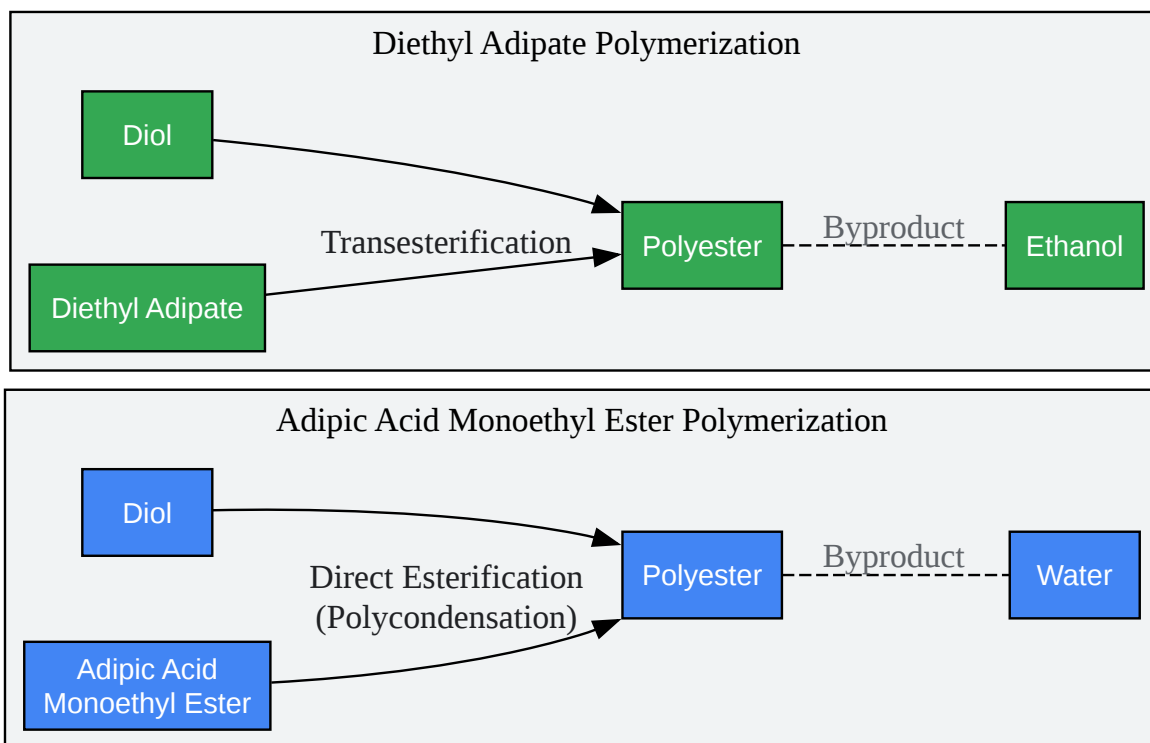 Diethyl Adipate Polymerization
Diol
Transesterification
Diethyl Adipate
Polyester
Byproduct
Ethanol
Adipic Acid Monoethyl Ester Polymerization
Diol
Direct Esterification
(Polycondensation)
Adipic Acid
Monoethyl Ester
Polyester
Byproduct
Water